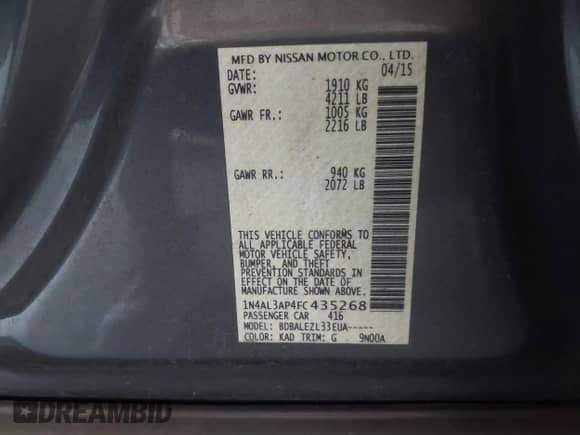 MFD BY NISSAN MOTOR CO., LTD.
DATE: 04/15
GVWR: 1910 KG
4211 LB
GAWR FR.: 1005 KG
2216 LB
GAWR RR.: 940 KG
2072 LB
THIS VEHICLE CONFORMS TO
ALL APPLICABLE FEDERAL
MOTOR VEHICLE SAFETY,
BUMPER, AND THEFT
PREVENTION STANDARDS IN
EFFECT ON THE DATE OF
MANUFACTURE SHOWN ABOVE.
1N4AL3AP4FC435268
PASSENGER CAR 416
MODEL: BDBALEZL33EUA-----
COLOR: KAD TRIM: G 9N00A
DREAMBID